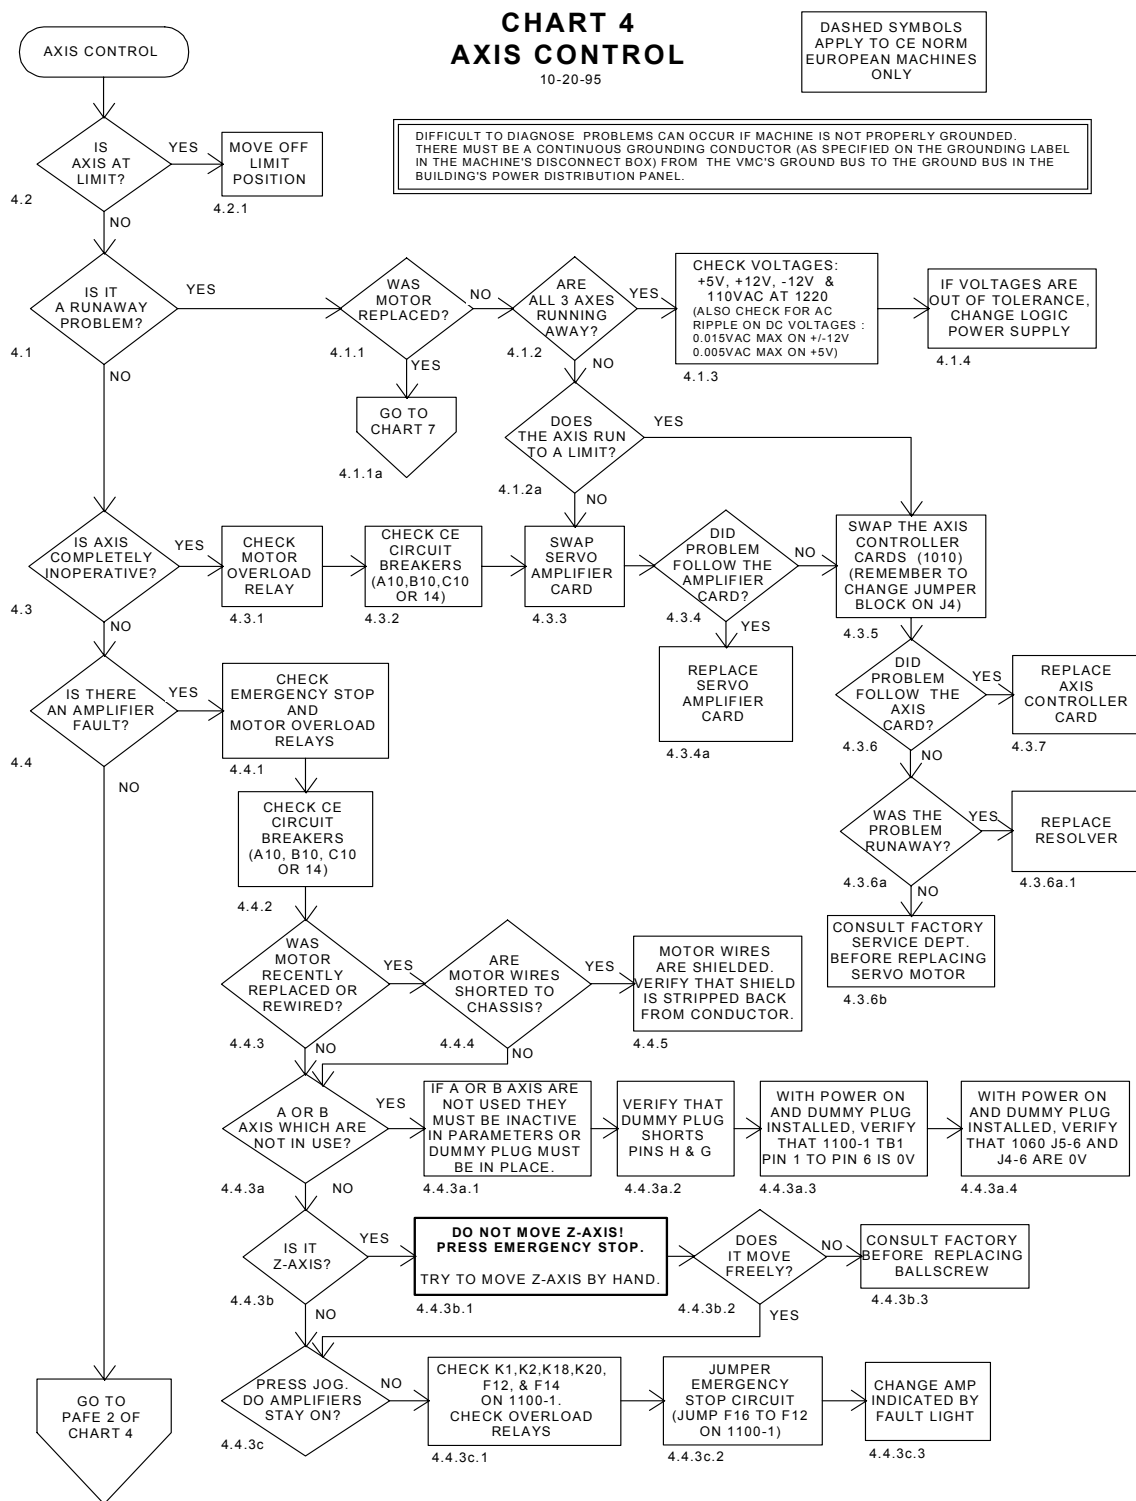 CHART 4
AXIS CONTROL
10-20-95
DASHED SYMBOLS
APPLY TO CE NORM
EUROPEAN MACHINES
ONLY
AXIS CONTROL
DIFFICULT TO DIAGNOSE PROBLEMS CAN OCCUR IF MACHINE IS NOT PROPERLY GROUNDED.
THERE MUST BE A CONTINUOUS GROUNDING CONDUCTOR (AS SPECIFIED ON THE GROUNDING LABEL
IN THE MACHINE'S DISCONNECT BOX) FROM THE VMC'S GROUND BUS TO THE GROUND BUS IN THE
BUILDING'S POWER DISTRIBUTION PANEL.
IS
AXIS AT
LIMIT?
4.2
YES
NO
MOVE OFF
LIMIT
POSITION
4.2.1
IS IT
A RUNAWAY
PROBLEM?
4.1
YES
NO
WAS
MOTOR
REPLACED?
4.1.1
NO
YES
GO TO
CHART 7
4.1.1a
ARE
ALL 3 AXES
RUNNING
AWAY?
4.1.2
YES
CHECK VOLTAGES:
+5V, +12V, -12V &
110VAC AT 1220
(ALSO CHECK FOR AC
RIPPLE ON DC VOLTAGES :
0.015VAC MAX ON +/-12V
0.005VAC MAX ON +5V)
4.1.3
IF VOLTAGES ARE
OUT OF TOLERANCE,
CHANGE LOGIC
POWER SUPPLY
4.1.4
DOES
THE AXIS RUN
TO A LIMIT?
4.1.2a
YES
NO
IS AXIS
COMPLETELY
INOPERATIVE?
4.3
YES
NO
CHECK
MOTOR
OVERLOAD
RELAY
4.3.1
CHECK CE
CIRCUIT
BREAKERS
(A10,B10,C10
OR 14)
4.3.2
SWAP
SERVO
AMPLIFIER
CARD
4.3.3
DID
PROBLEM
FOLLOW THE
AMPLIFIER
CARD?
4.3.4
NO
YES
REPLACE
SERVO
AMPLIFIER
CARD
4.3.4a
SWAP THE AXIS
CONTROLLER
CARDS (1010)
(REMEMBER TO
CHANGE JUMPER
BLOCK ON J4)
4.3.5
DID
PROBLEM
FOLLOW THE
AXIS
CARD?
4.3.6
YES
NO
REPLACE
AXIS
CONTROLLER
CARD
4.3.7
WAS THE
PROBLEM
RUNAWAY?
4.3.6a
YES
NO
REPLACE
RESOLVER
4.3.6a.1
CONSULT FACTORY
SERVICE DEPT.
BEFORE REPLACING
SERVO MOTOR
4.3.6b
IS THERE
AN AMPLIFIER
FAULT?
4.4
YES
NO
CHECK
EMERGENCY STOP
AND
MOTOR OVERLOAD
RELAYS
4.4.1
CHECK CE
CIRCUIT
BREAKERS
(A10, B10, C10
OR 14)
4.4.2
WAS
MOTOR
RECENTLY
REPLACED OR
REWIRED?
4.4.3
YES
NO
ARE
MOTOR WIRES
SHORTED TO
CHASSIS?
4.4.4
YES
NO
MOTOR WIRES
ARE SHIELDED.
VERIFY THAT SHIELD
IS STRIPPED BACK
FROM CONDUCTOR.
4.4.5
A OR B
AXIS WHICH ARE
NOT IN USE?
4.4.3a
YES
NO
IF A OR B AXIS ARE
NOT USED THEY
MUST BE INACTIVE
IN PARAMETERS OR
DUMMY PLUG MUST
BE IN PLACE.
4.4.3a.1
VERIFY THAT
DUMMY PLUG
SHORTS
PINS H & G
4.4.3a.2
WITH POWER ON
AND DUMMY PLUG
INSTALLED, VERIFY
THAT 1100-1 TB1
PIN 1 TO PIN 6 IS 0V
4.4.3a.3
WITH POWER ON
AND DUMMY PLUG
INSTALLED, VERIFY
THAT 1060 J5-6 AND
J4-6 ARE 0V
4.4.3a.4
IS IT
Z-AXIS?
4.4.3b
YES
NO
DO NOT MOVE Z-AXIS!
PRESS EMERGENCY STOP.
TRY TO MOVE Z-AXIS BY HAND.
4.4.3b.1
DOES
IT MOVE
FREELY?
4.4.3b.2
NO
YES
CONSULT FACTORY
BEFORE REPLACING
BALLSCREW
4.4.3b.3
PRESS JOG.
DO AMPLIFIERS
STAY ON?
4.4.3c
NO
CHECK K1,K2,K18,K20,
F12, & F14
ON 1100-1.
CHECK OVERLOAD
RELAYS
4.4.3c.1
JUMPER
EMERGENCY
STOP CIRCUIT
(JUMP F16 TO F12
ON 1100-1)
4.4.3c.2
CHANGE AMP
INDICATED BY
FAULT LIGHT
4.4.3c.3
GO TO
PAFE 2 OF
CHART 4